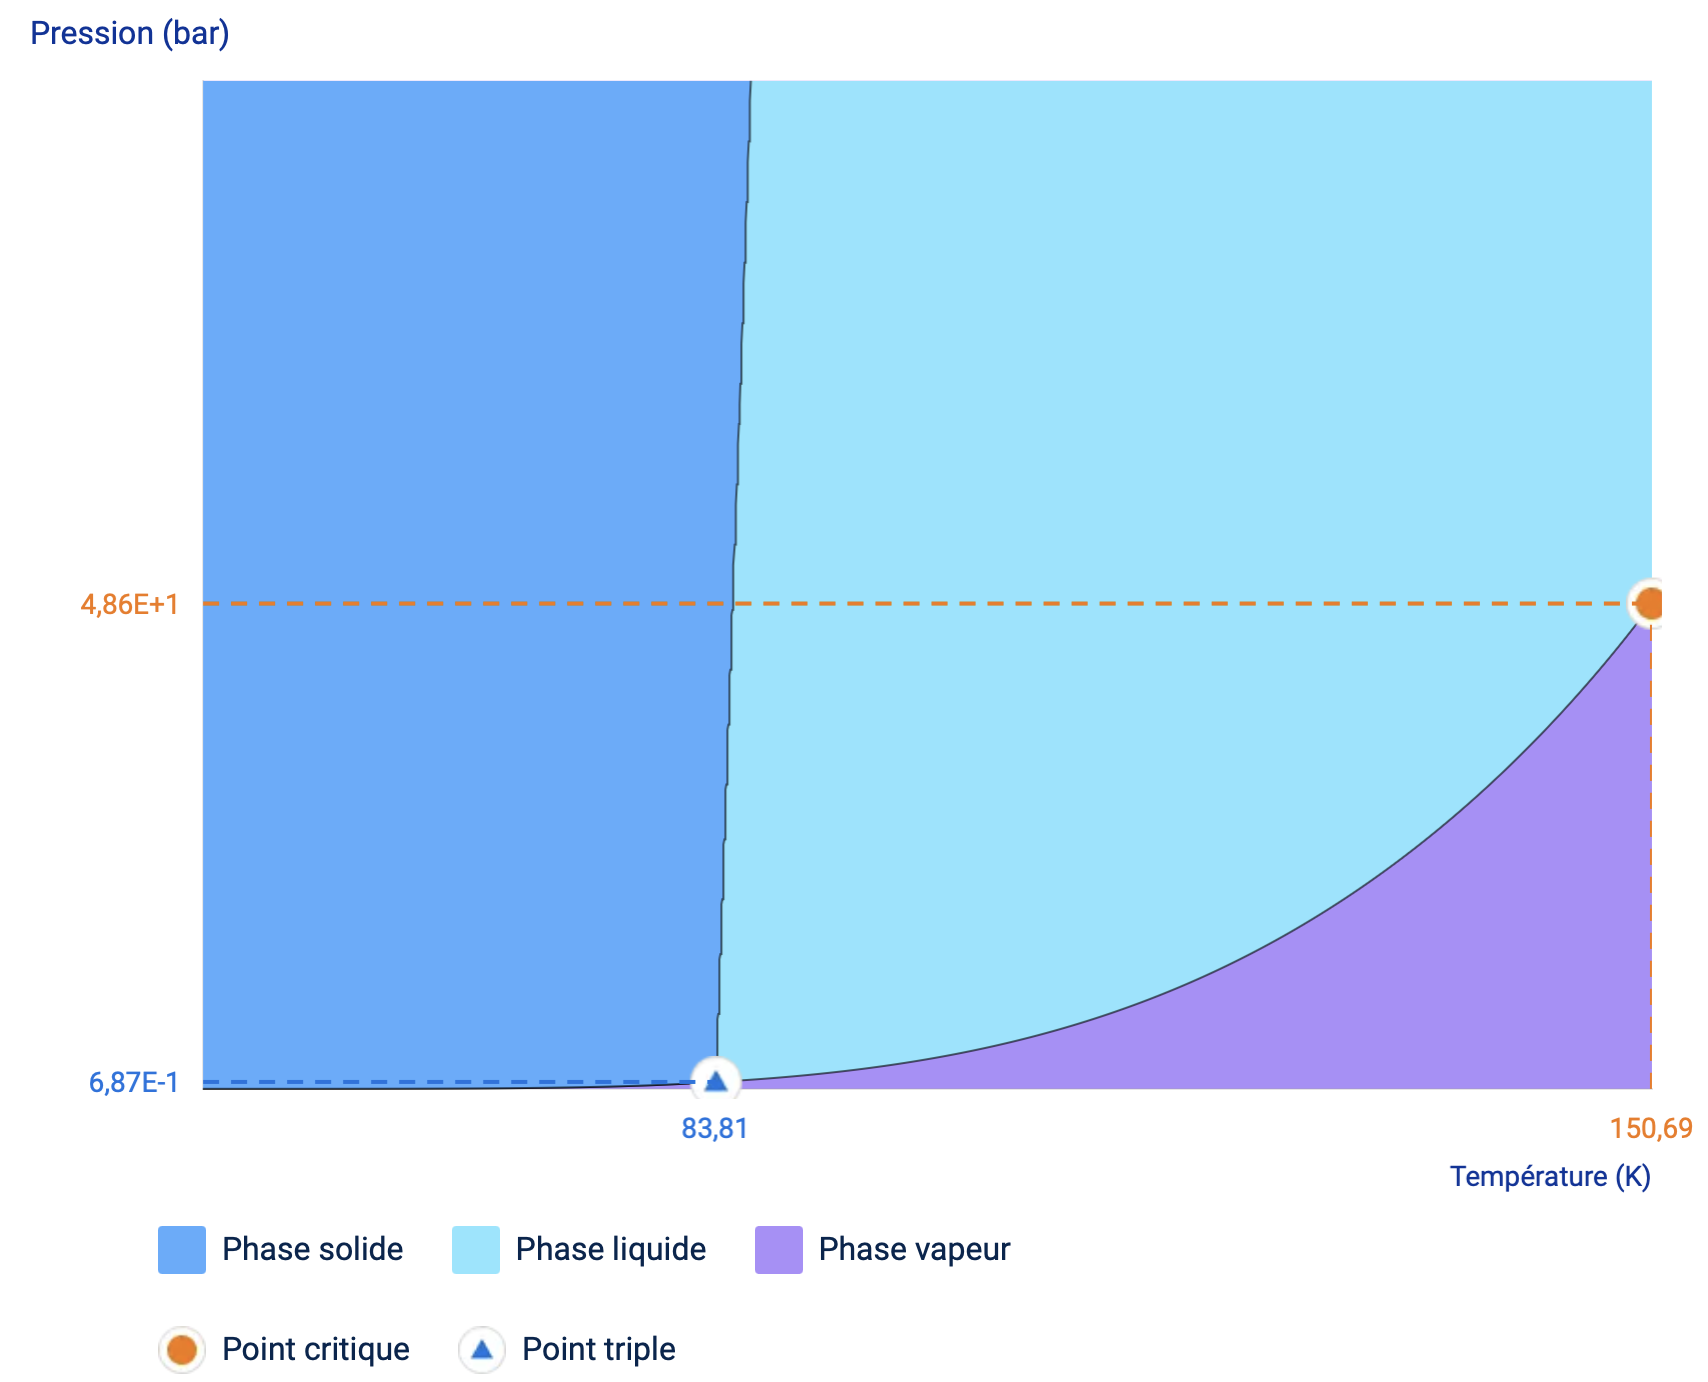 Pression (bar)
4,86E+1
6,87E-1
83,81
150,69
Température (K)
Phase solide
Phase liquide
Phase vapeur
Point critique
Point triple